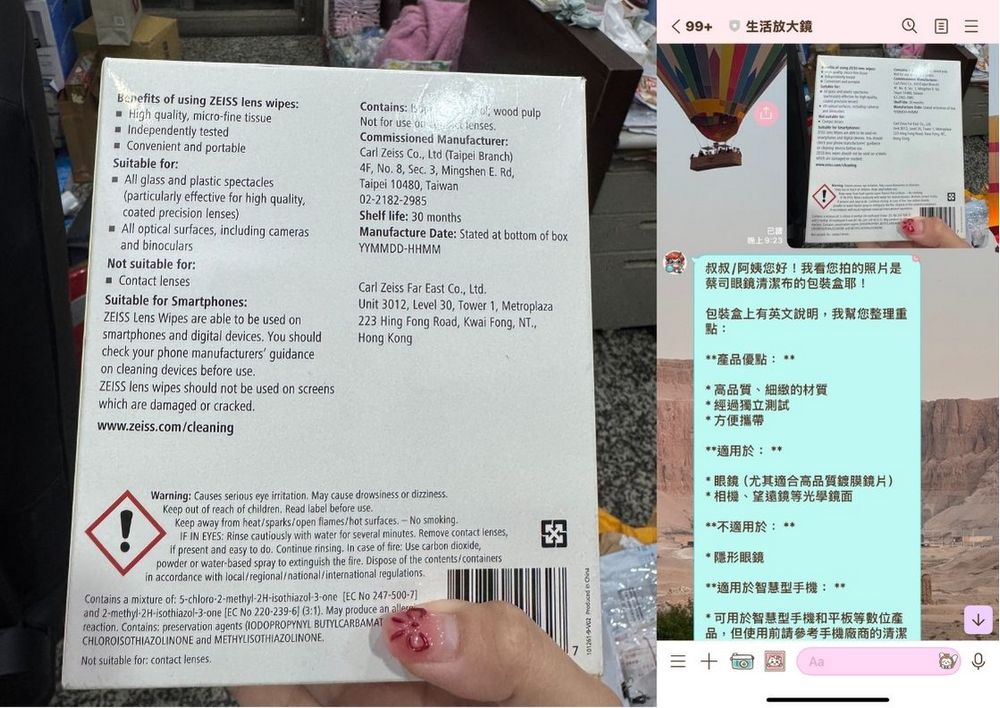 Benefits of using ZEISS lens wipes:
■ High quality, micro-fine tissue
■ Independently tested
■ Convenient and portable
Suitable for:
■ All glass and plastic spectacles
(particularly effective for high quality,
coated precision lenses)
■ All optical surfaces, including cameras
and binoculars
Not suitable for:
■ Contact lenses
Suitable for Smartphones:
ZEISS Lens Wipes are able to be used on
smartphones and digital devices. You should
check your phone manufacturers' guidance
on cleaning devices before use.
ZEISS lens wipes should not be used on screens
which are damaged or cracked.
www.zeiss.com/cleaning
Contains: wood pulp
Not for use on contact lenses.
Commissioned Manufacturer:
Carl Zeiss Co., Ltd (Taipei Branch)
4F, No. 8, Sec. 3, Mingshen E. Rd,
Taipei 10480, Taiwan
02-2182-2985
Shelf life: 30 months
Manufacture Date: Stated at bottom of box
YYMMDD-HHMM
Carl Zeiss Far East Co., Ltd.
Unit 3012, Level 30, Tower 1, Metroplaza
223 Hing Fong Road, Kwai Fong, NT.,
Hong Kong
Warning: Causes serious eye irritation. May cause drowsiness or dizziness.
Keep out of reach of children. Read label before use.
Keep away from heat/sparks/open flames/hot surfaces. – No smoking.
IF IN EYES: Rinse cautiously with water for several minutes. Remove contact lenses,
if present and easy to do. Continue rinsing. In case of fire: Use carbon dioxide,
powder or water-based spray to extinguish the fire. Dispose of the contents/containers
in accordance with local/regional/national/international regulations.
Contains a mixture of: 5-chloro-2-methyl-2H-isothiazol-3-one [EC No 247-500-7]
and 2-methyl-2H-isothiazol-3-one [EC No 220-239-6] (3:1). May produce an
reaction. Contains: preservation agents (IODOPROPYNYL BUTYLCARBAMAT
CHLOROISOTHIAZOLINONE and METHYLISOTHIAZOLINONE.
Not suitable for: contact lenses.
7
101261-9-V02 Produced in China
99+
生活放大鏡
已讀
晚上9:23
叔叔/阿姨您好！我看您拍的照片是
蔡司眼鏡清潔布的包裝盒耶！
包裝盒上有英文說明，我幫您整理重
點：
**產品優點： **
* 高品質、細緻的材質
* 經過獨立測試
* 方便攜帶
**適用於： **
* 眼鏡 (尤其適合高品質鍍膜鏡片)
* 相機、望遠鏡等光學鏡面
**不適用於： **
* 隱形眼鏡
**適用於智慧型手機： **
* 可用於智慧型手機和平板等數位產
品，但使用前請參考手機廠商的清潔
Aa